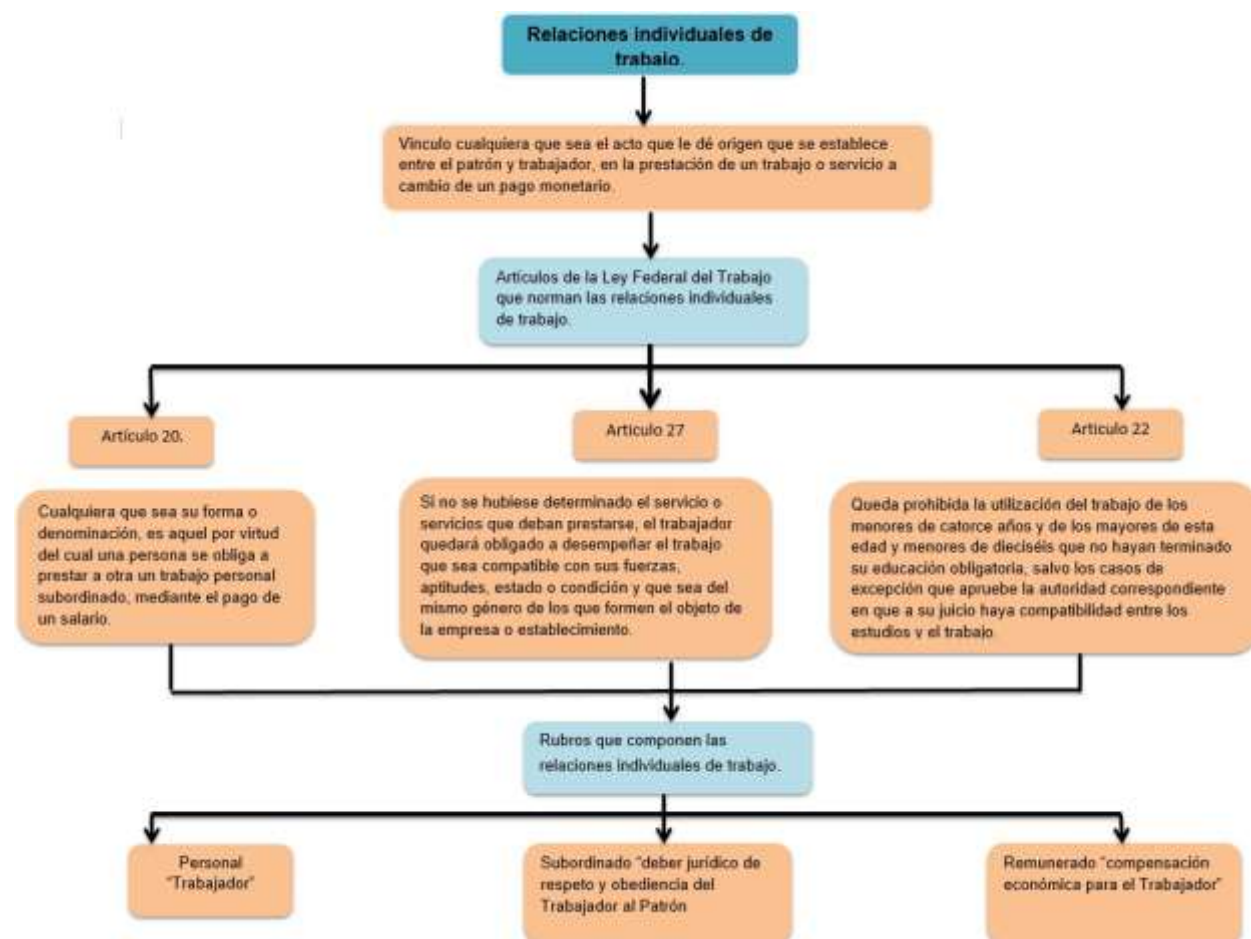 Relaciones individuales de
trabajo.
Vínculo cualquiera que sea el acto que le dé origen que se establece
entre el patrón y trabajador, en la prestación de un trabajo o servicio a
cambio de un pago monetario.
Artículos de la Ley Federal del Trabajo
que norman las relaciones individuales
de trabajo.
Artículo 20.
Articulo 27
Articulo 22
Cualquiera que sea su forma o
denominación, es aquel por virtud
del cual una persona se obliga a
prestar a otra un trabajo personal
subordinado, mediante el pago de
un salario.
Si no se hubiese determinado el servicio o
servicios que deban prestarse, el trabajador
quedará obligado a desempeñar el trabajo
que sea compatible con sus fuerzas,
aptitudes, estado o condición y que sea del
mismo género de los que formen el objeto de
la empresa o establecimiento.
Queda prohibida la utilización del trabajo de los
menores de catorce años y de los mayores de esta
edad y menores de dieciséis que no hayan terminado
su educación obligatoria, salvo los casos de
excepción que apruebe la autoridad correspondiente
en que a su juicio haya compatibilidad entre los
estudios y el trabajo.
Rubros que componen las
relaciones individuales de trabajo.
Personal
"Trabajador"
Subordinado "deber jurídico de
respeto y obediencia del
Trabajador al Patrón
Remunerado "compensación
económica para el Trabajador"